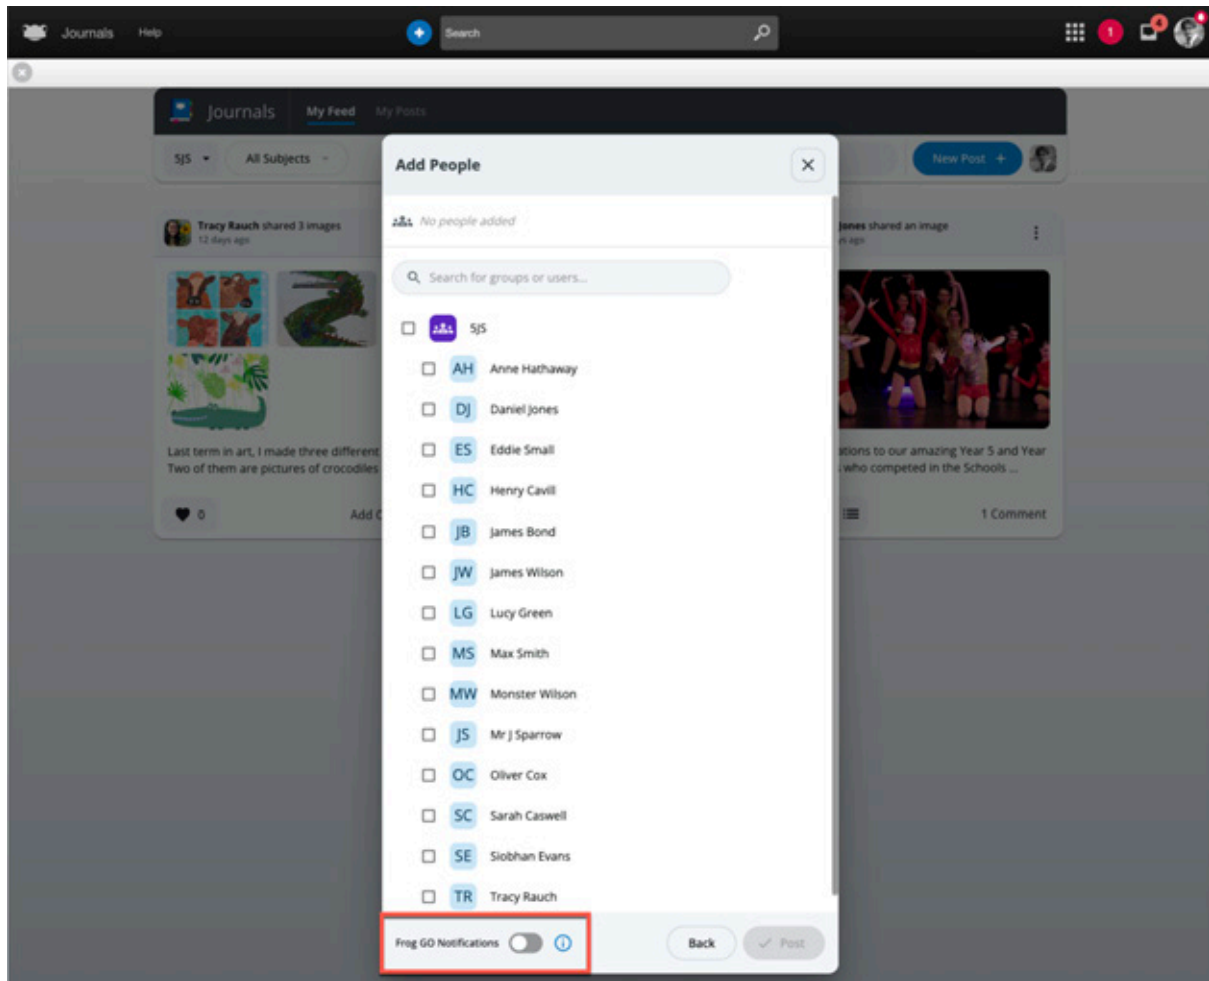 Journals Help Search 1 4
Journals My Feed My Posts
5JS All Subjects New Post +
Add People
No people added
Tracy Rauch shared 3 images
12 days ago
Jones shared an image
ago
Search for groups or users...
5JS
AH Anne Hathaway
DJ Daniel Jones
ES Eddie Small
HC Henry Cavill
JB James Bond
JW James Wilson
LG Lucy Green
MS Max Smith
MW Monster Wilson
JS Mr J Sparrow
OC Oliver Cox
SC Sarah Caswell
SE Siobhan Evans
TR Tracy Rauch
Last term in art, I made three different
Two of them are pictures of crocodiles
ations to our amazing Year 5 and Year
who competed in the Schools ...
0 Add C
1 Comment
Frog GO Notifications Back Post